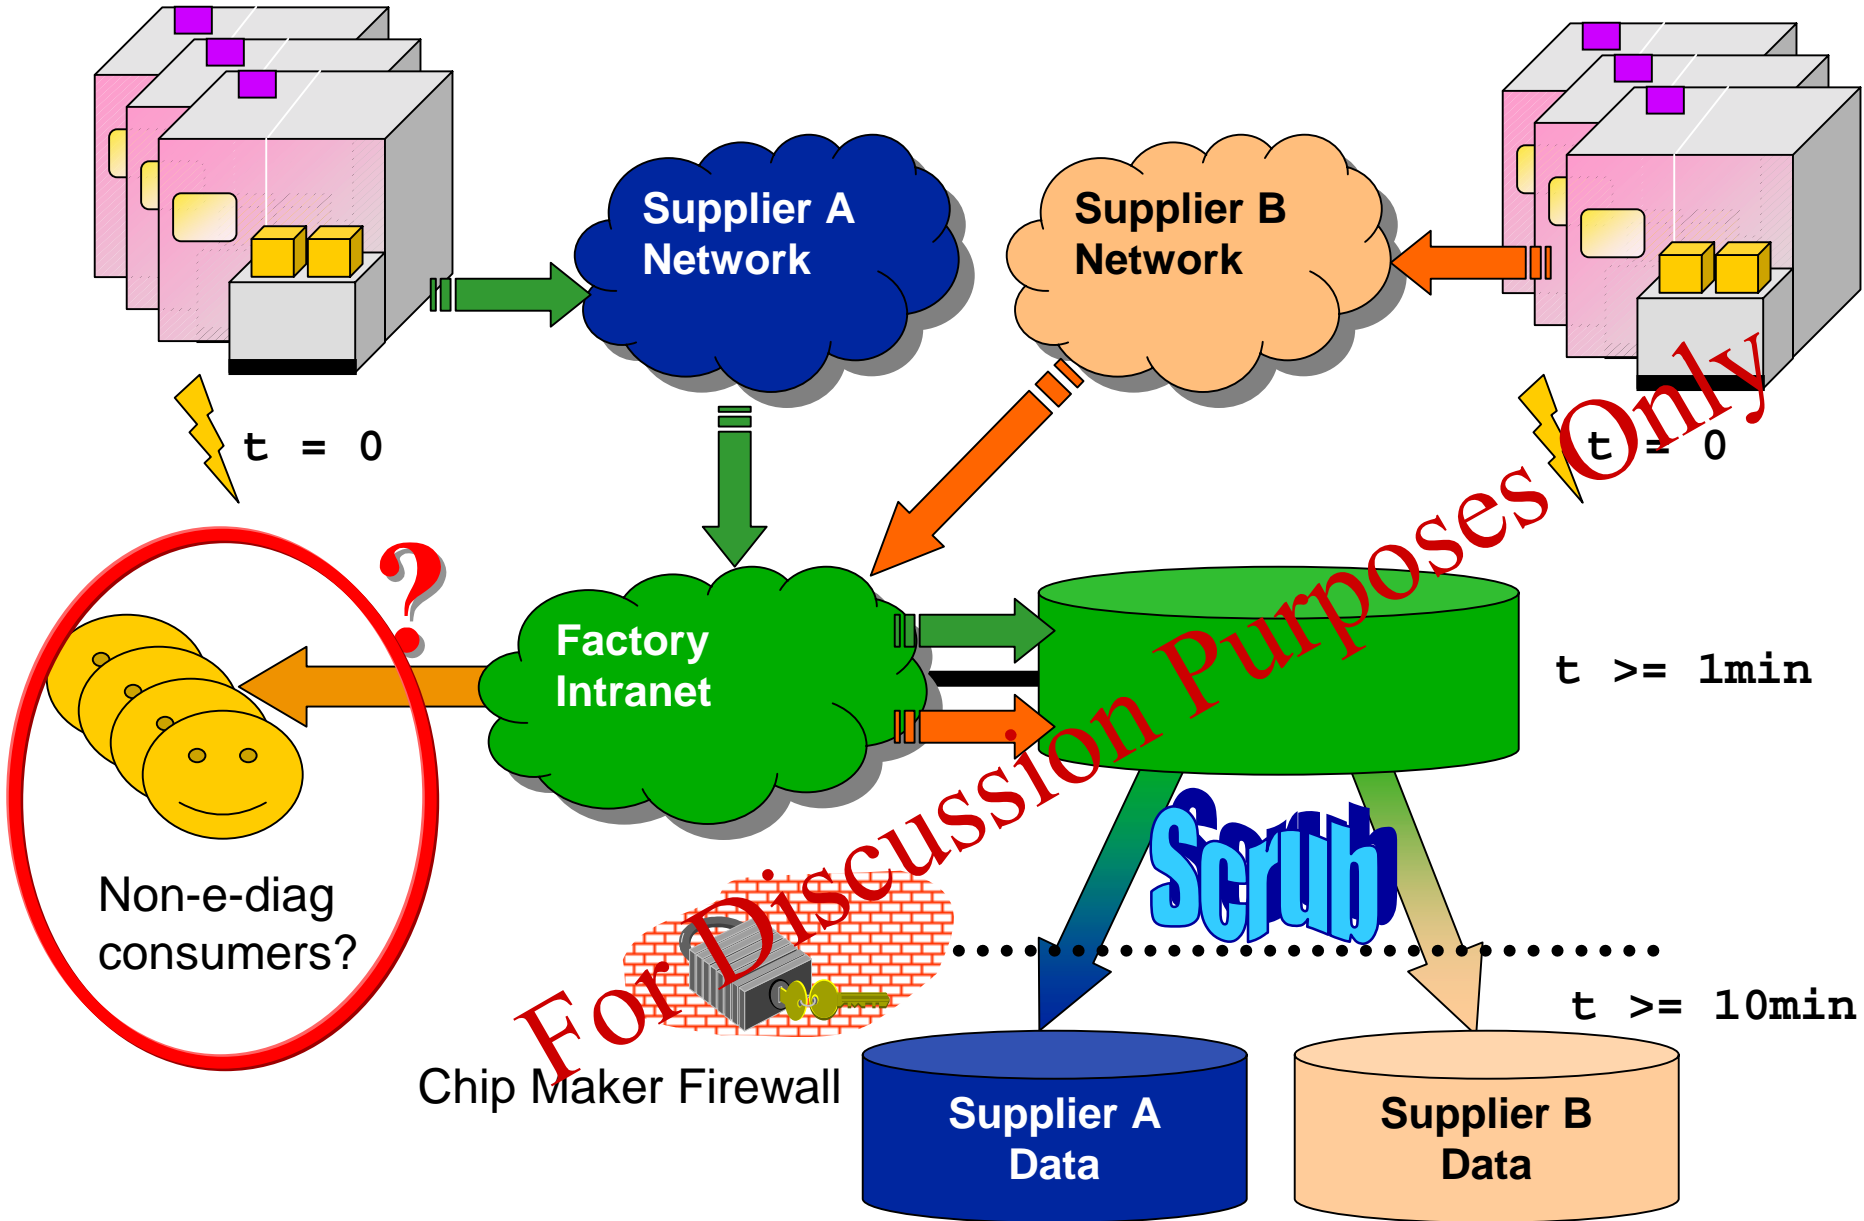 Supplier A
Network
Supplier B
Network
t = 0
t = 0
?
Factory
Intranet
t >= 1min
Scrub
Non-e-diag
consumers?
For Discussion Purposes Only
t >= 10min
Chip Maker Firewall
Supplier A
Data
Supplier B
Data